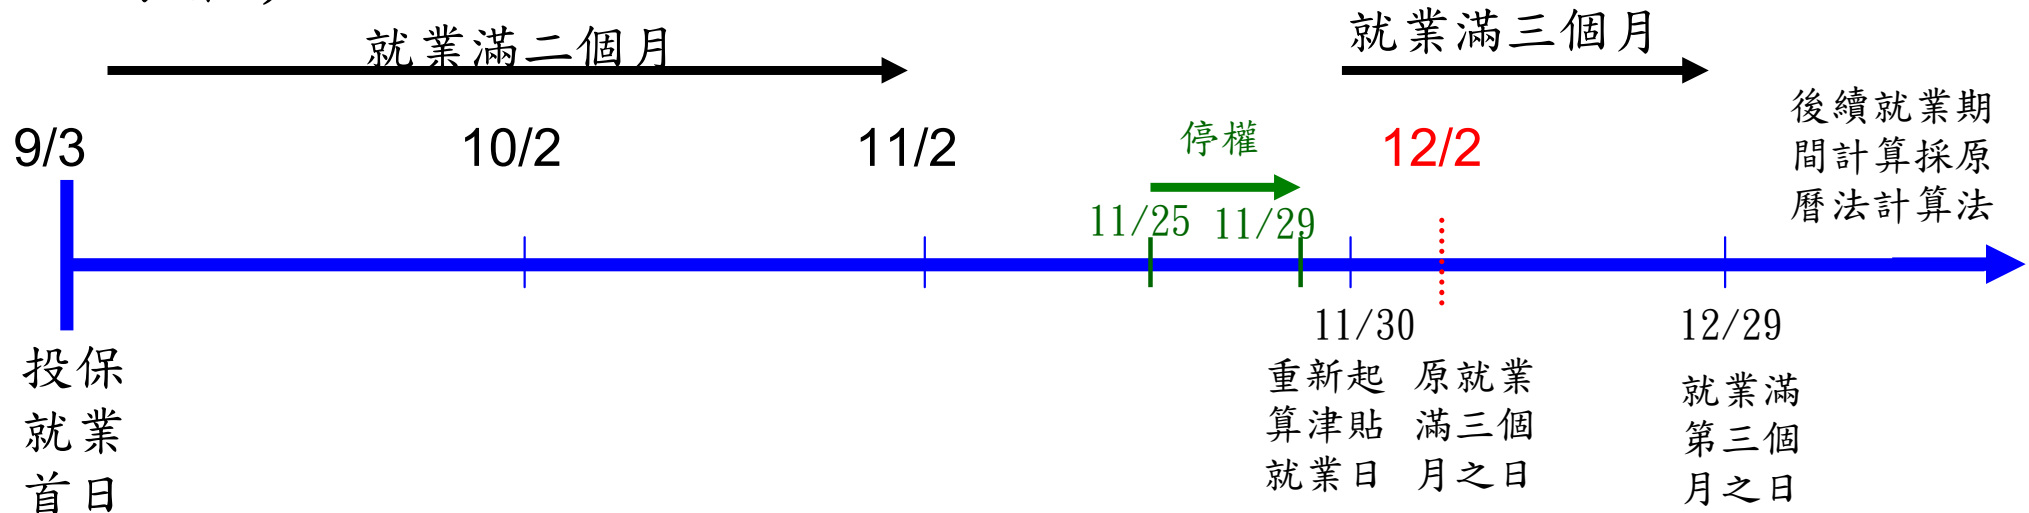 就業滿二個月
就業滿三個月
9/3
10/2
11/2
停權
12/2
後續就業期
間計算採原
曆法計算法
11/25
11/29
11/30
12/29
投保
就業
首日
重新起
算津貼
就業日
原就業
滿三個
月之日
就業滿
第三個
月之日